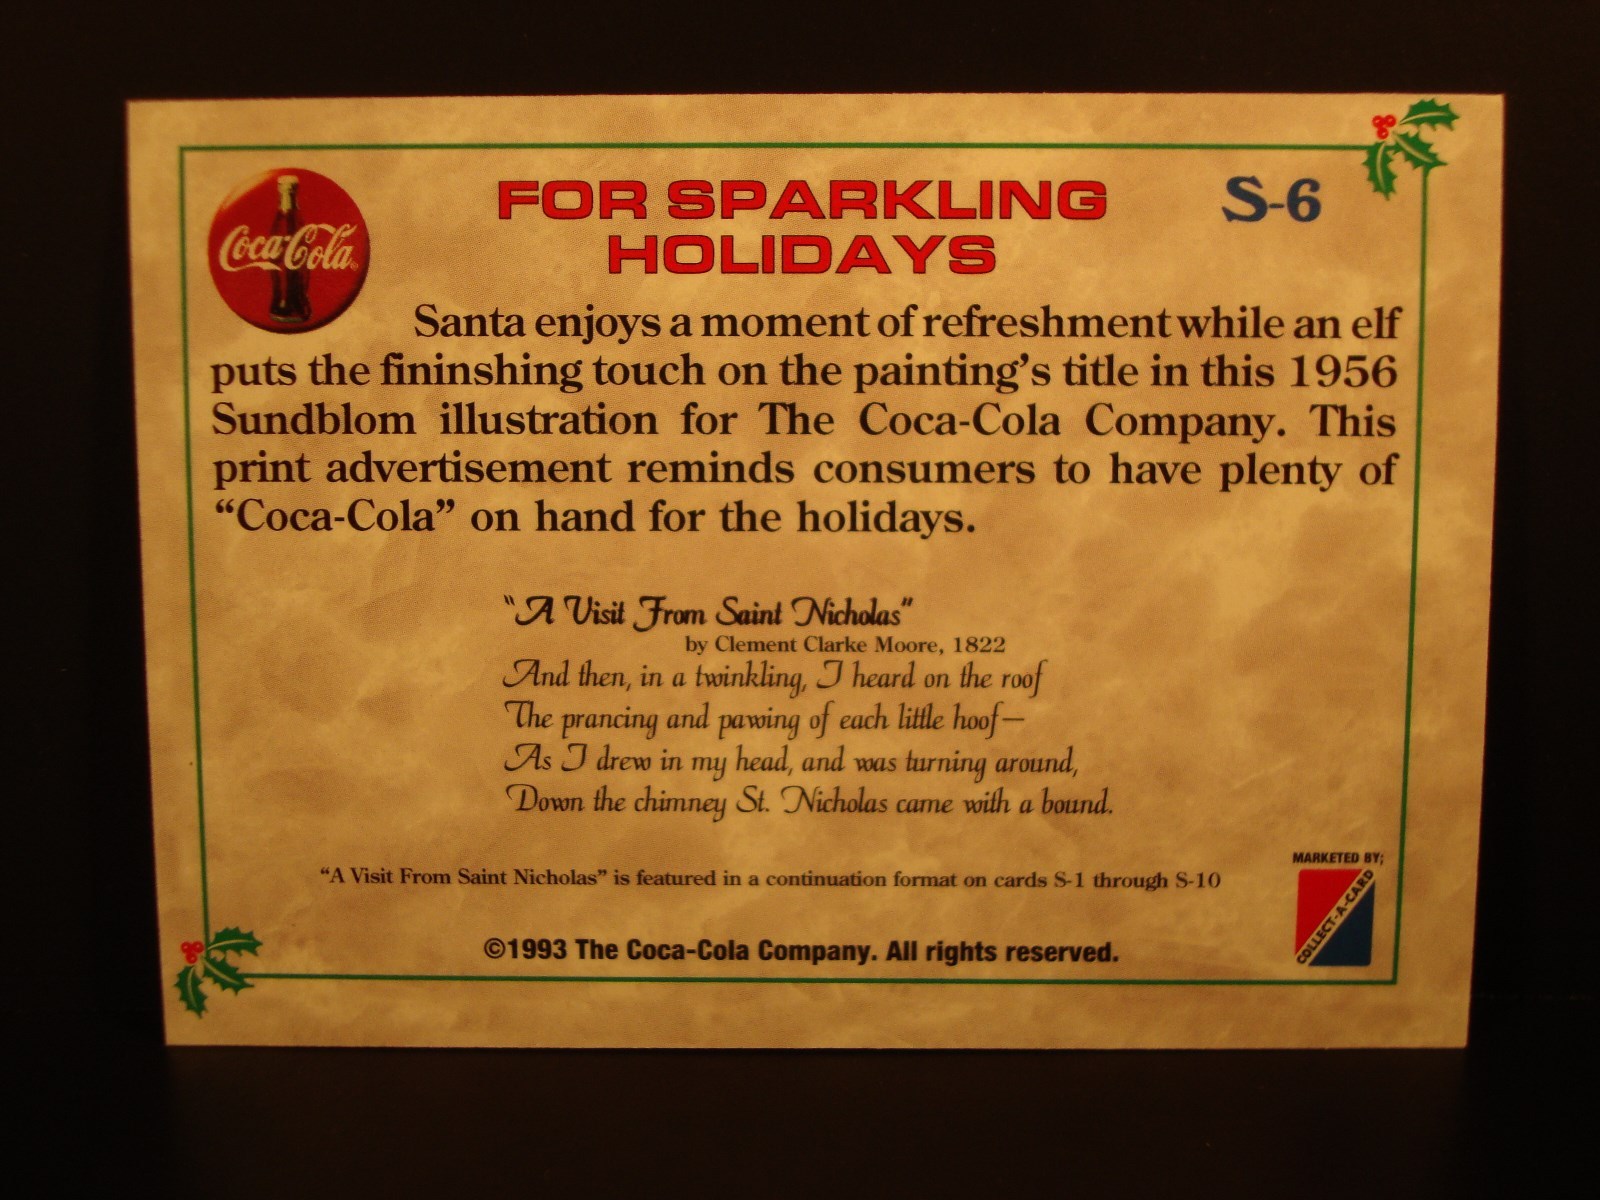 Coca-Cola®
FOR SPARKLING
HOLIDAYS
S-6
Santa enjoys a moment of refreshment while an elf
puts the fininshing touch on the painting's title in this 1956
Sundblom illustration for The Coca-Cola Company. This
print advertisement reminds consumers to have plenty of
“Coca-Cola” on hand for the holidays.
“A Visit From Saint Nicholas”
by Clement Clarke Moore, 1822
And then, in a twinkling, I heard on the roof
The prancing and pawing of each little hoof—
As I drew in my head, and was turning around,
Down the chimney St. Nicholas came with a bound.
“A Visit From Saint Nicholas” is featured in a continuation format on cards S-1 through S-10
MARKETED BY;
COLLECT-A-CARD
©1993 The Coca-Cola Company. All rights reserved.